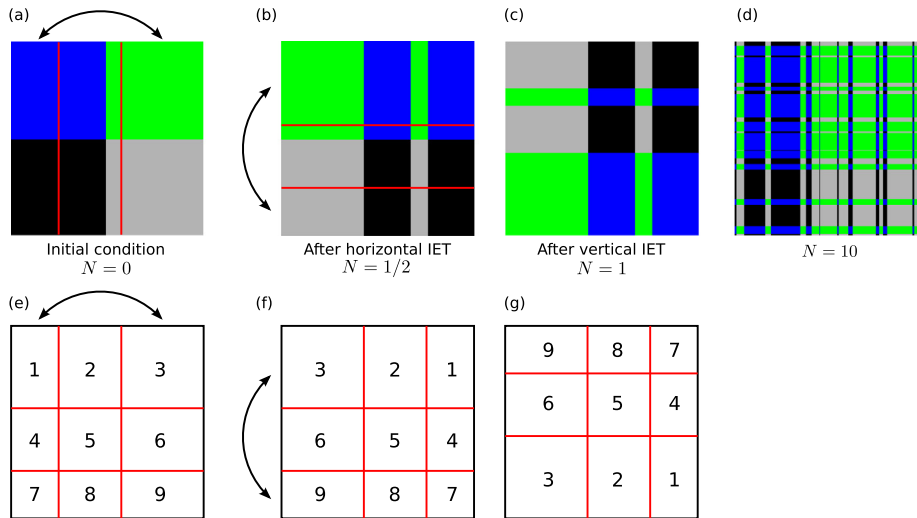 (a)
(b)
(c)
(d)
Initial condition
N = 0
After horizontal IET
N = 1/2
After vertical IET
N = 1
N = 10
(e)
(f)
(g)
1 2 3
4 5 6
7 8 9
3 2 1
6 5 4
9 8 7
9 8 7
6 5 4
3 2 1